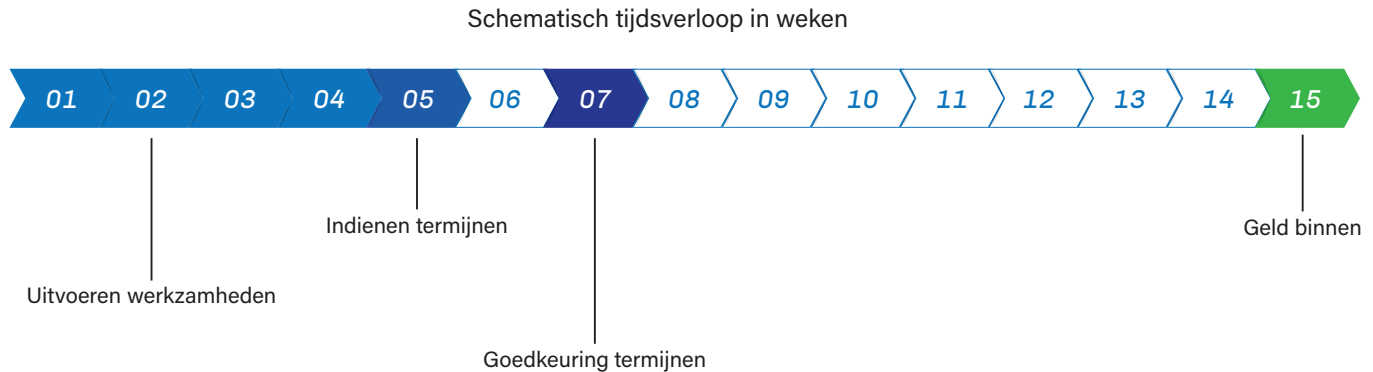 Schematisch tijdsverloop in weken
01 02 03 04 05 06 07 08 09 10 11 12 13 14 15
Indienen termijnen
Geld binnen
Uitvoeren werkzamheden
Goedkeuring termijnen